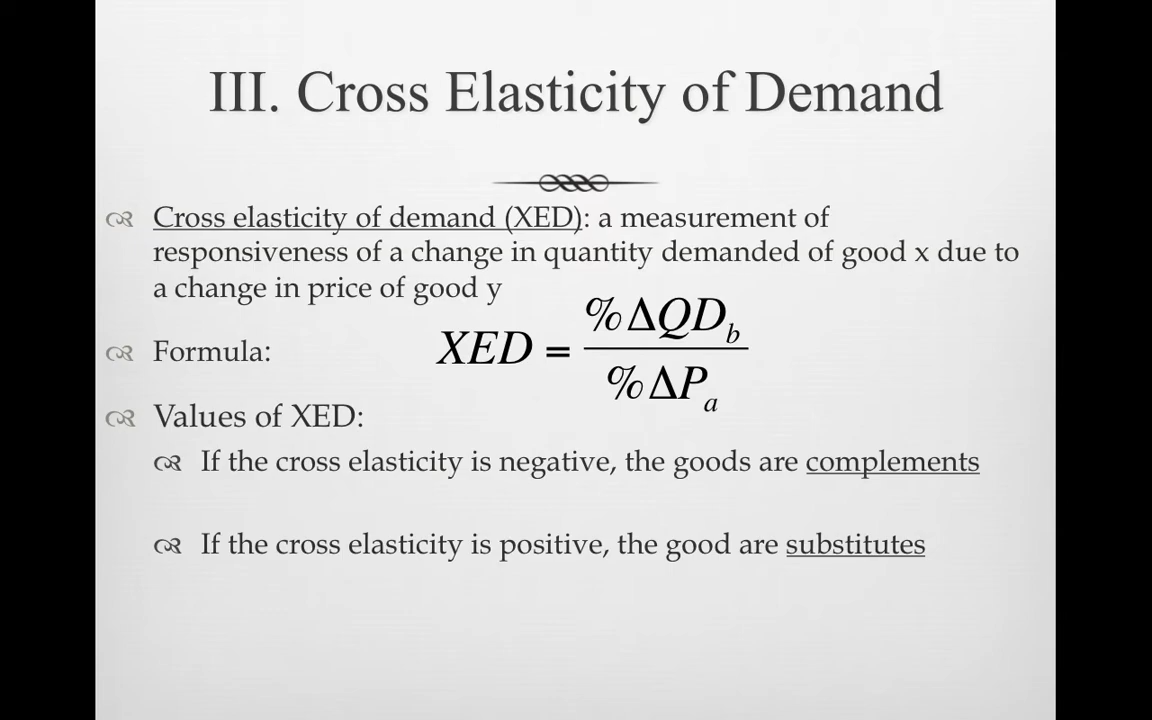 III. Cross Elasticity of Demand
Cross elasticity of demand (XED): a measurement of
responsiveness of a change in quantity demanded of good x due to
a change in price of good y
Formula: XED = %ΔQD_b / %ΔP_a
Values of XED:
If the cross elasticity is negative, the goods are complements
If the cross elasticity is positive, the good are substitutes